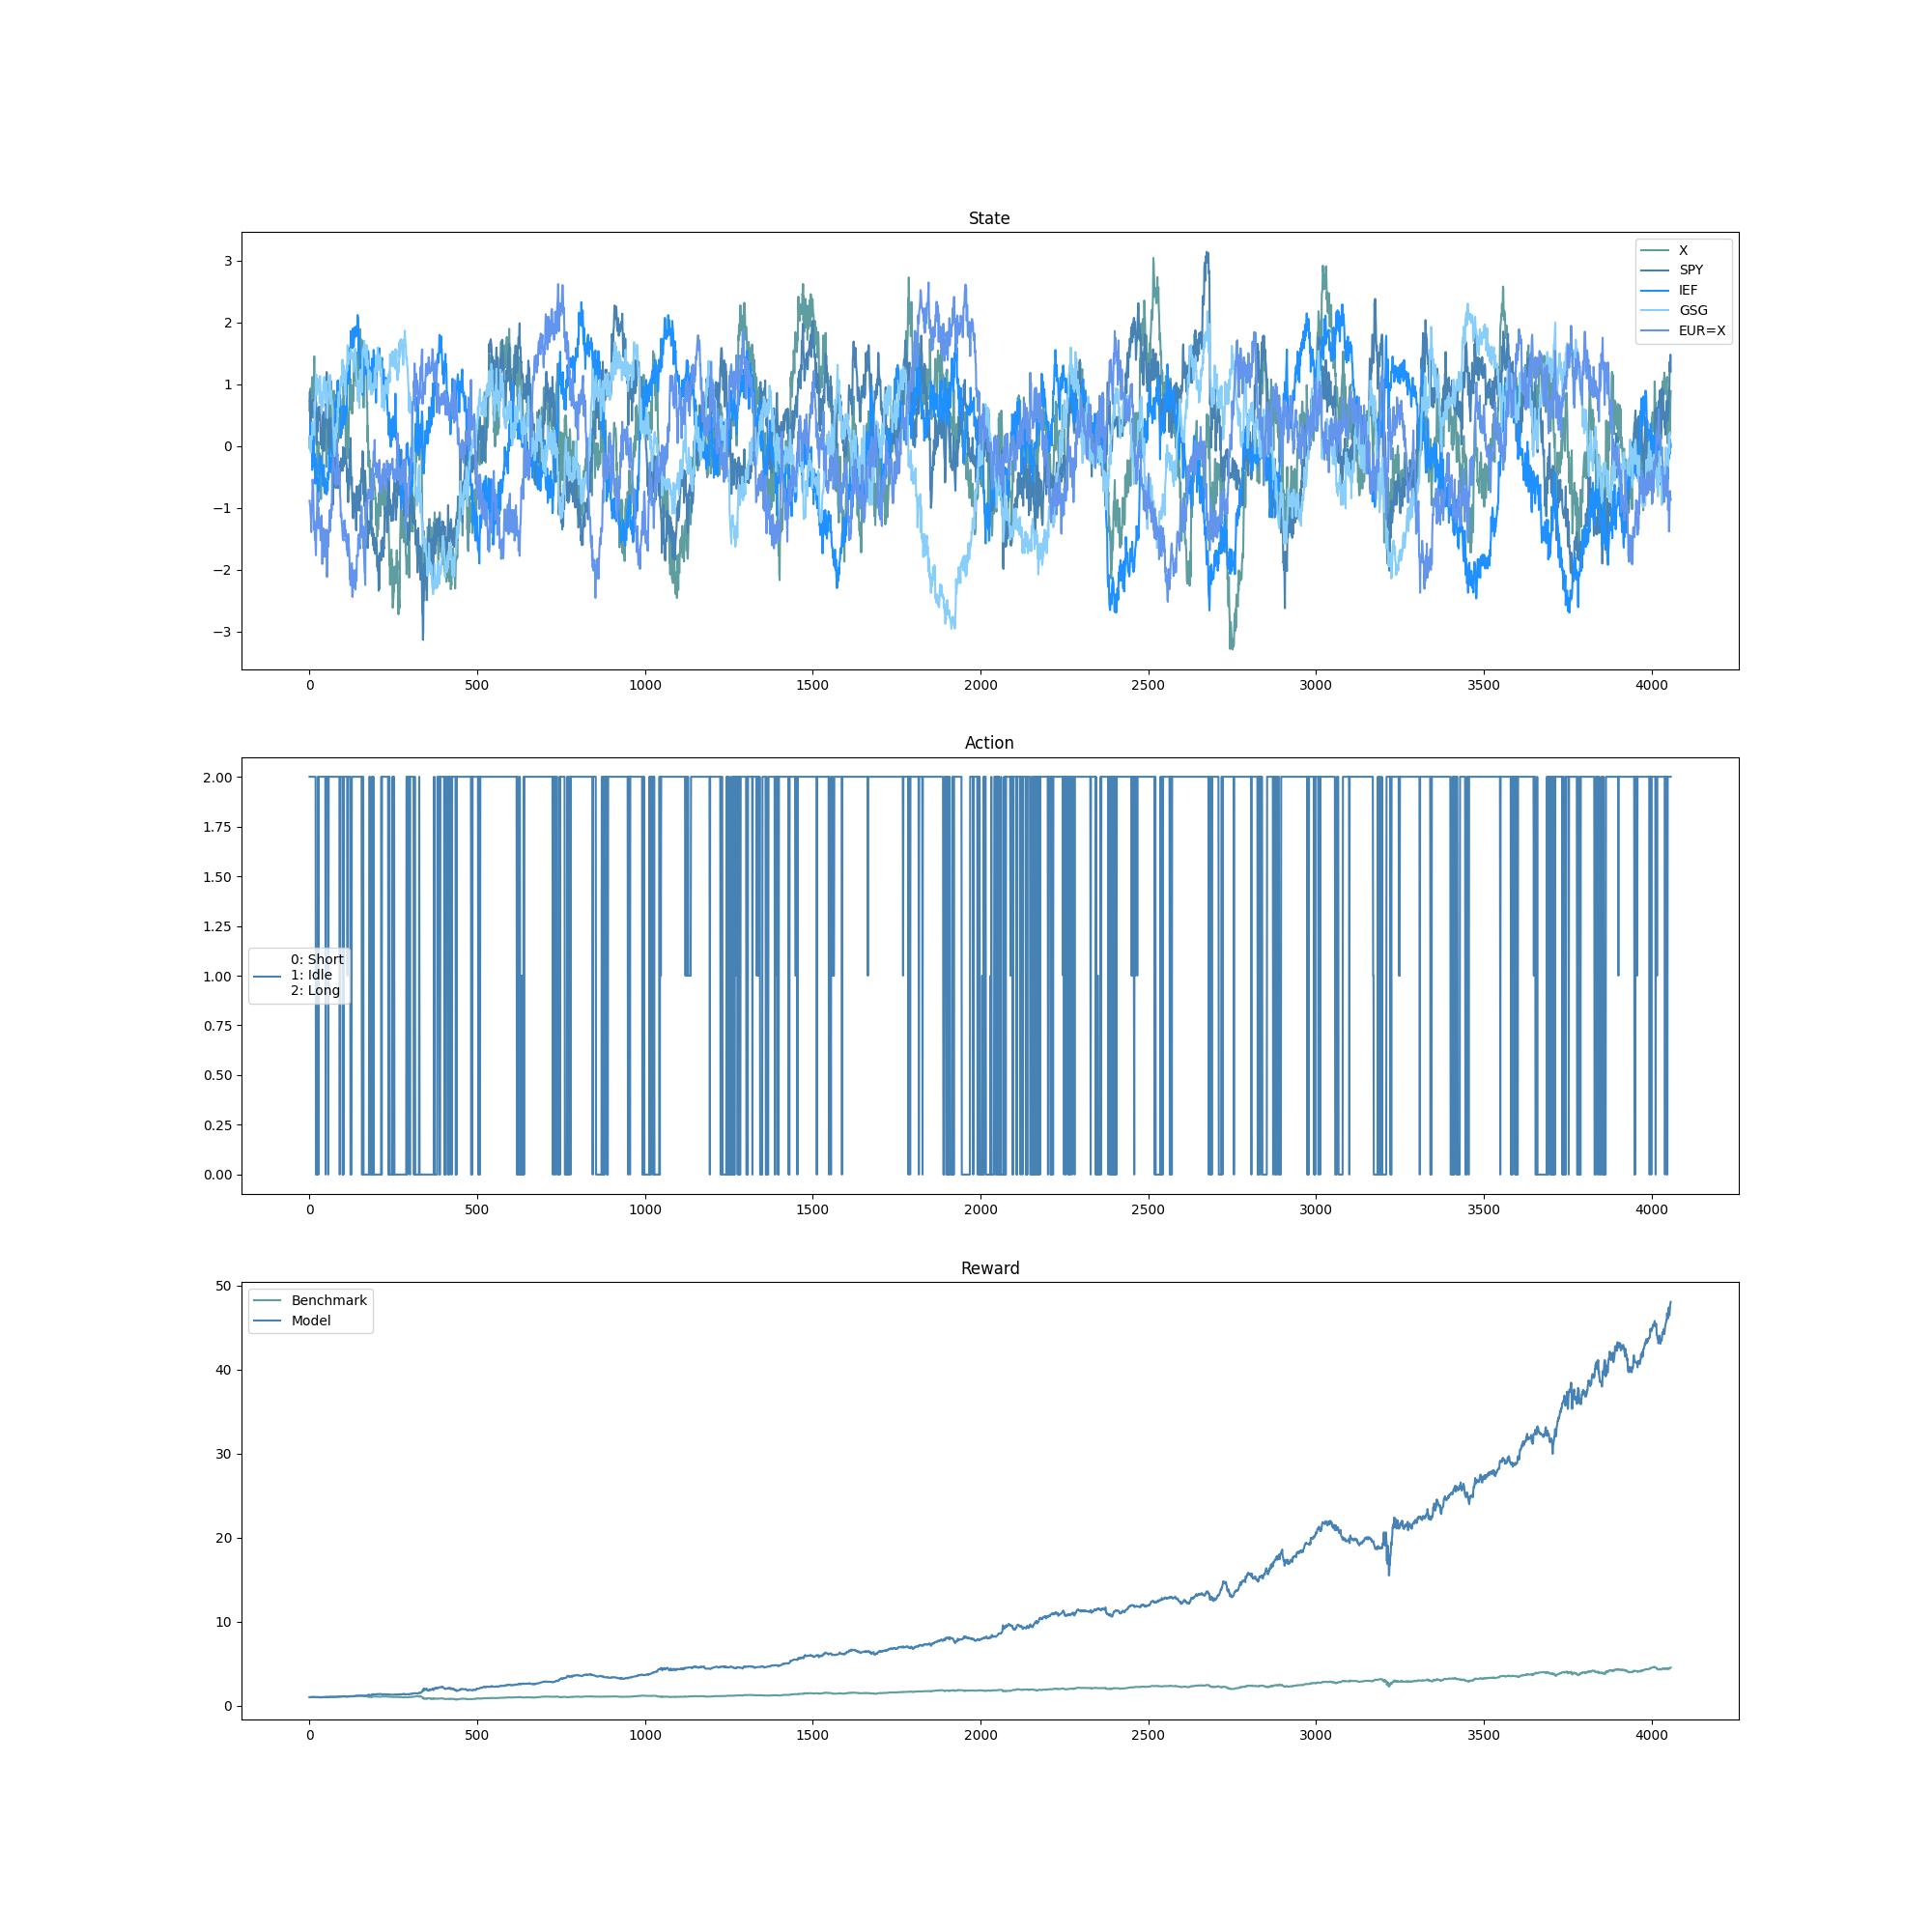 State
3
2
1
0
−1
−2
−3
X
SPY
IEF
GSG
EUR=X
0 500 1000 1500 2000 2500 3000 3500 4000
Action
2.00
1.75
1.50
1.25
1.00
0.75
0.50
0.25
0.00
0: Short
1: Idle
2: Long
0 500 1000 1500 2000 2500 3000 3500 4000
Reward
50
40
30
20
10
0
Benchmark
Model
0 500 1000 1500 2000 2500 3000 3500 4000